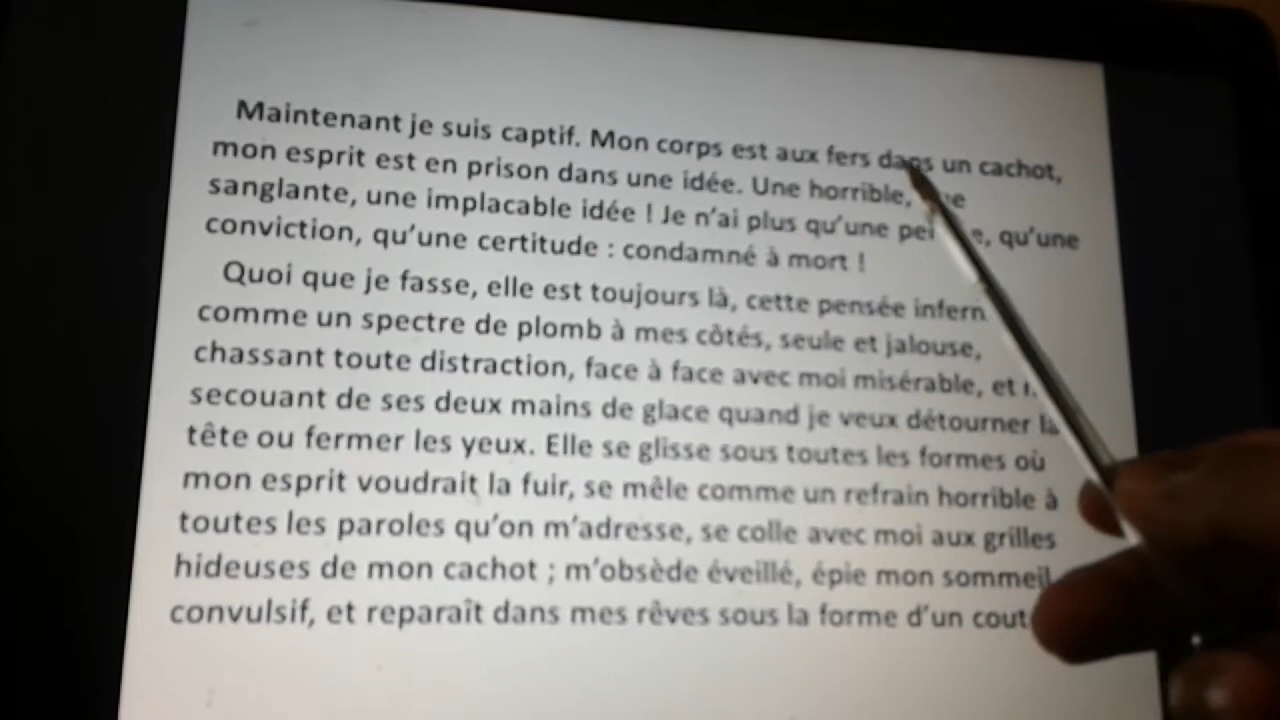 Maintenant je suis captif. Mon corps est aux fers dans un cachot,
mon esprit est en prison dans une idée. Une horrible,
sanglante, une implacable idée ! Je n'ai plus qu'une qu'une
conviction, qu'une certitude : condamné à mort !
Quoi que je fasse, elle est toujours là, cette pensée infern
comme un spectre de plomb à mes côtés, seule et jalouse,
chassant toute distraction, face à face avec moi misérable, et
secouant de ses deux mains de glace quand je veux détourner la
tête ou fermer les yeux. Elle se glisse sous toutes les formes où
mon esprit voudrait la fuir, se mêle comme un refrain horrible à
toutes les paroles qu'on m'adresse, se colle avec moi aux grilles
hideuses de mon cachot ; m'obsède éveillé, épie mon sommeil
convulsif, et reparaît dans mes rêves sous la forme d'un cout